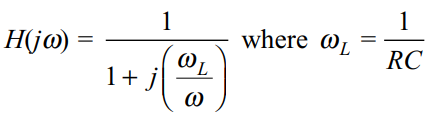 H(jω) = 1 / (1 + j(ω_L / ω)) where ω_L = 1 / RC